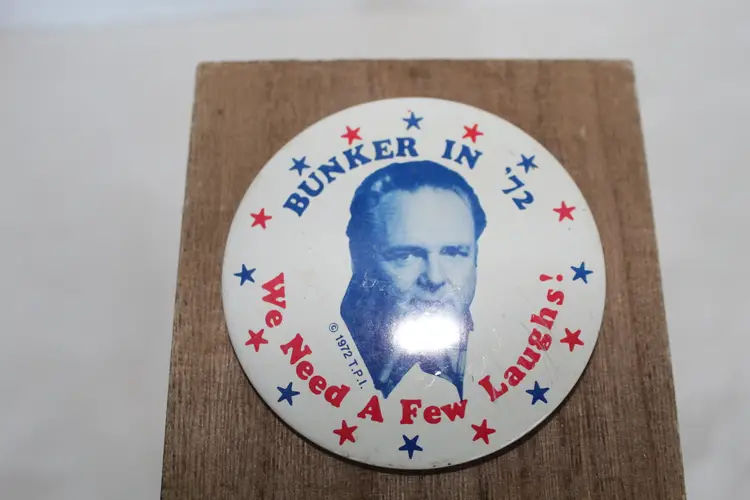 BUNKER IN '72
© 1972 T.P.I.
We Need A Few Laughs!